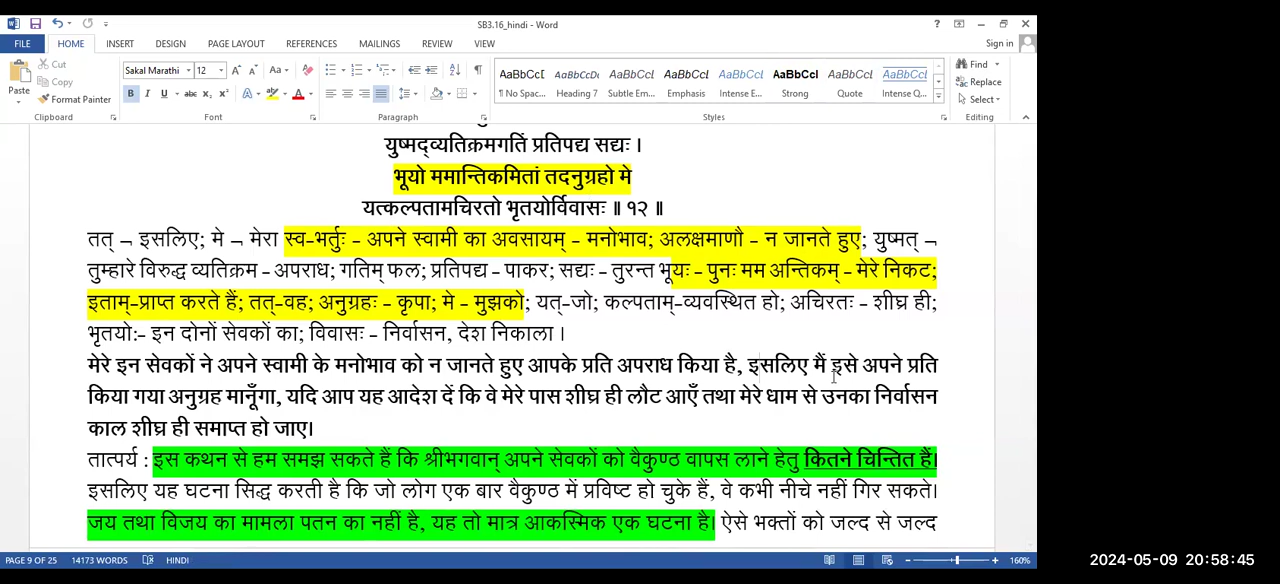 SB3.16_hindi - Word
Sign in
FILE HOME INSERT DESIGN PAGE LAYOUT REFERENCES MAILINGS REVIEW VIEW
Paste Cut Copy Format Painter
Sakal Marathi 12
AaBbCcI AaBbCcDc AaBbCcDc AaBbCcDc AaBbCcDt AaBbCcI AaBbCcDc AaBbCcDc
¶ No Spac... Heading 7 Subtle Em... Emphasis Intense E... Strong Quote Intense Q...
Find Replace Select
Clipboard Font Paragraph Styles Editing
युष्मद्व्यतिक्रमगतिं प्रतिपद्य सद्यः ।
भूयो ममान्तिकमितां तदनुग्रहो मे
यत्कल्पतामचिरतो भृतयोर्विवासः ॥ १२ ॥
तत् ¬ इसलिए; मे ¬ मेरा स्व-भर्तुः - अपने स्वामी का अवसायम् - मनोभाव; अलक्षमाणौ - न जानते हुए; युष्मत् ¬
तुम्हारे विरुद्ध व्यतिक्रम - अपराध; गतिम् फल; प्रतिपद्य - पाकर; सद्यः - तुरन्त भूयः - पुनः मम अन्तिकम् - मेरे निकट;
इताम्-प्राप्त करते हैं; तत्-वह; अनुग्रहः - कृपा; मे - मुझको; यत्-जो; कल्पताम्-व्यवस्थित हो; अचिरतः - शीघ्र ही;
भृतयो:- इन दोनों सेवकों का; विवासः - निर्वासन, देश निकाला ।
मेरे इन सेवकों ने अपने स्वामी के मनोभाव को न जानते हुए आपके प्रति अपराध किया है, इसलिए मैं इसे अपने प्रति
किया गया अनुग्रह मानूँगा, यदि आप यह आदेश दें कि वे मेरे पास शीघ्र ही लौट आएँ तथा मेरे धाम से उनका निर्वासन
काल शीघ्र ही समाप्त हो जाए।
तात्पर्य : इस कथन से हम समझ सकते हैं कि श्रीभगवान् अपने सेवकों को वैकुण्ठ वापस लाने हेतु कितने चिन्तित हैं।
इसलिए यह घटना सिद्ध करती है कि जो लोग एक बार वैकुण्ठ में प्रविष्ट हो चुके हैं, वे कभी नीचे नहीं गिर सकते।
जय तथा विजय का मामला पतन का नहीं है, यह तो मात्र आकस्मिक एक घटना है। ऐसे भक्तों को जल्द से जल्द
PAGE 9 OF 25 14173 WORDS HINDI 160%
2024-05-09 20:58:45